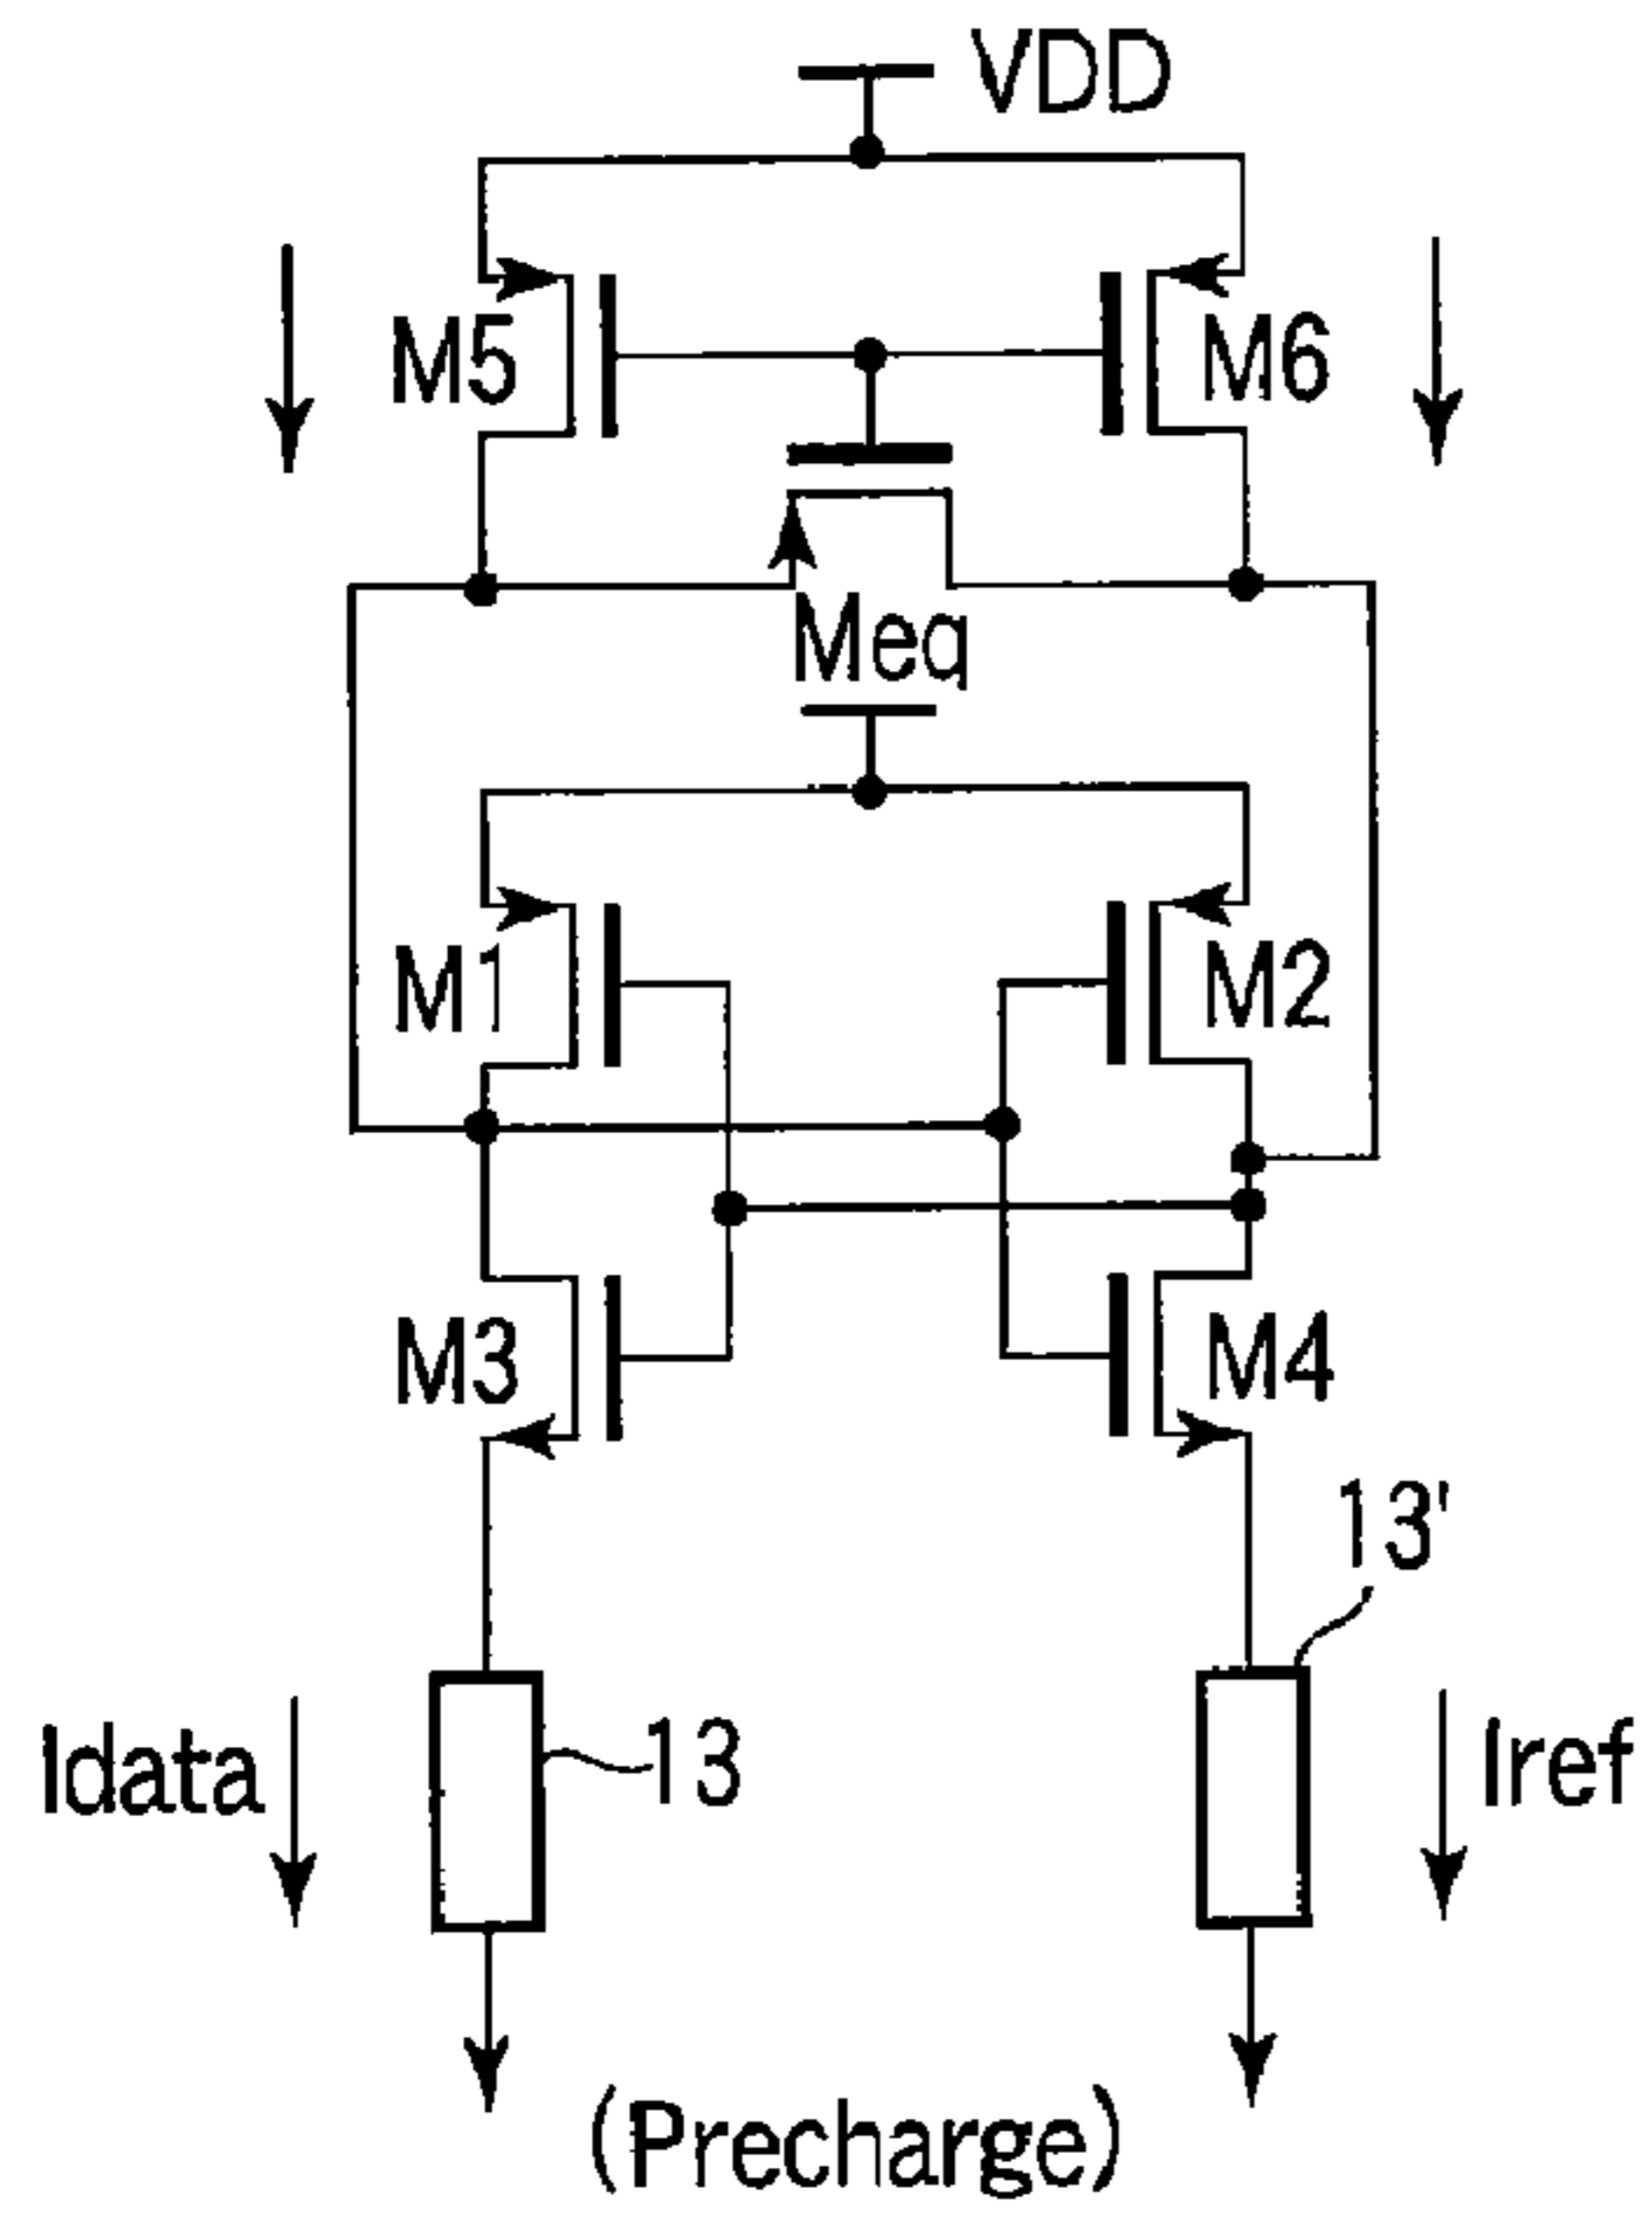 VDD
M5
M6
Meq
M1
M2
M3
M4
13'
Idata
13
Iref
(Precharge)